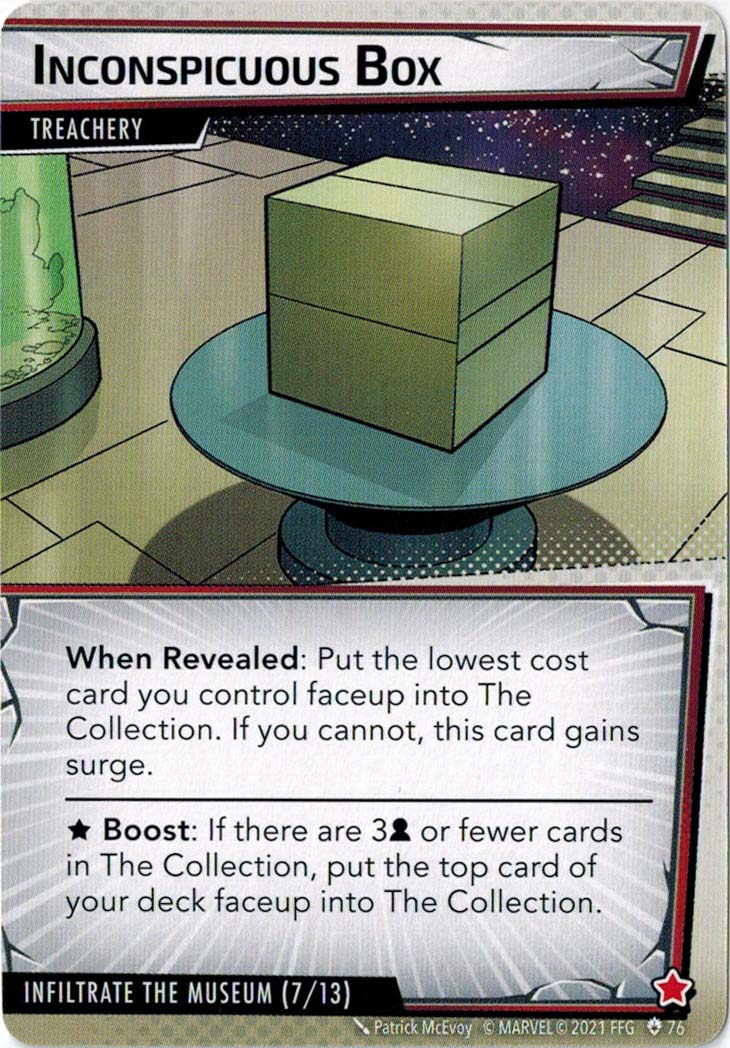 INCONSPICUOUS BOX
TREACHERY
When Revealed: Put the lowest cost
card you control faceup into The
Collection. If you cannot, this card gains
surge.
★ Boost: If there are 3👤 or fewer cards
in The Collection, put the top card of
your deck faceup into The Collection.
INFILTRATE THE MUSEUM (7/13)
Patrick McEvoy © MARVEL © 2021 FFG 76